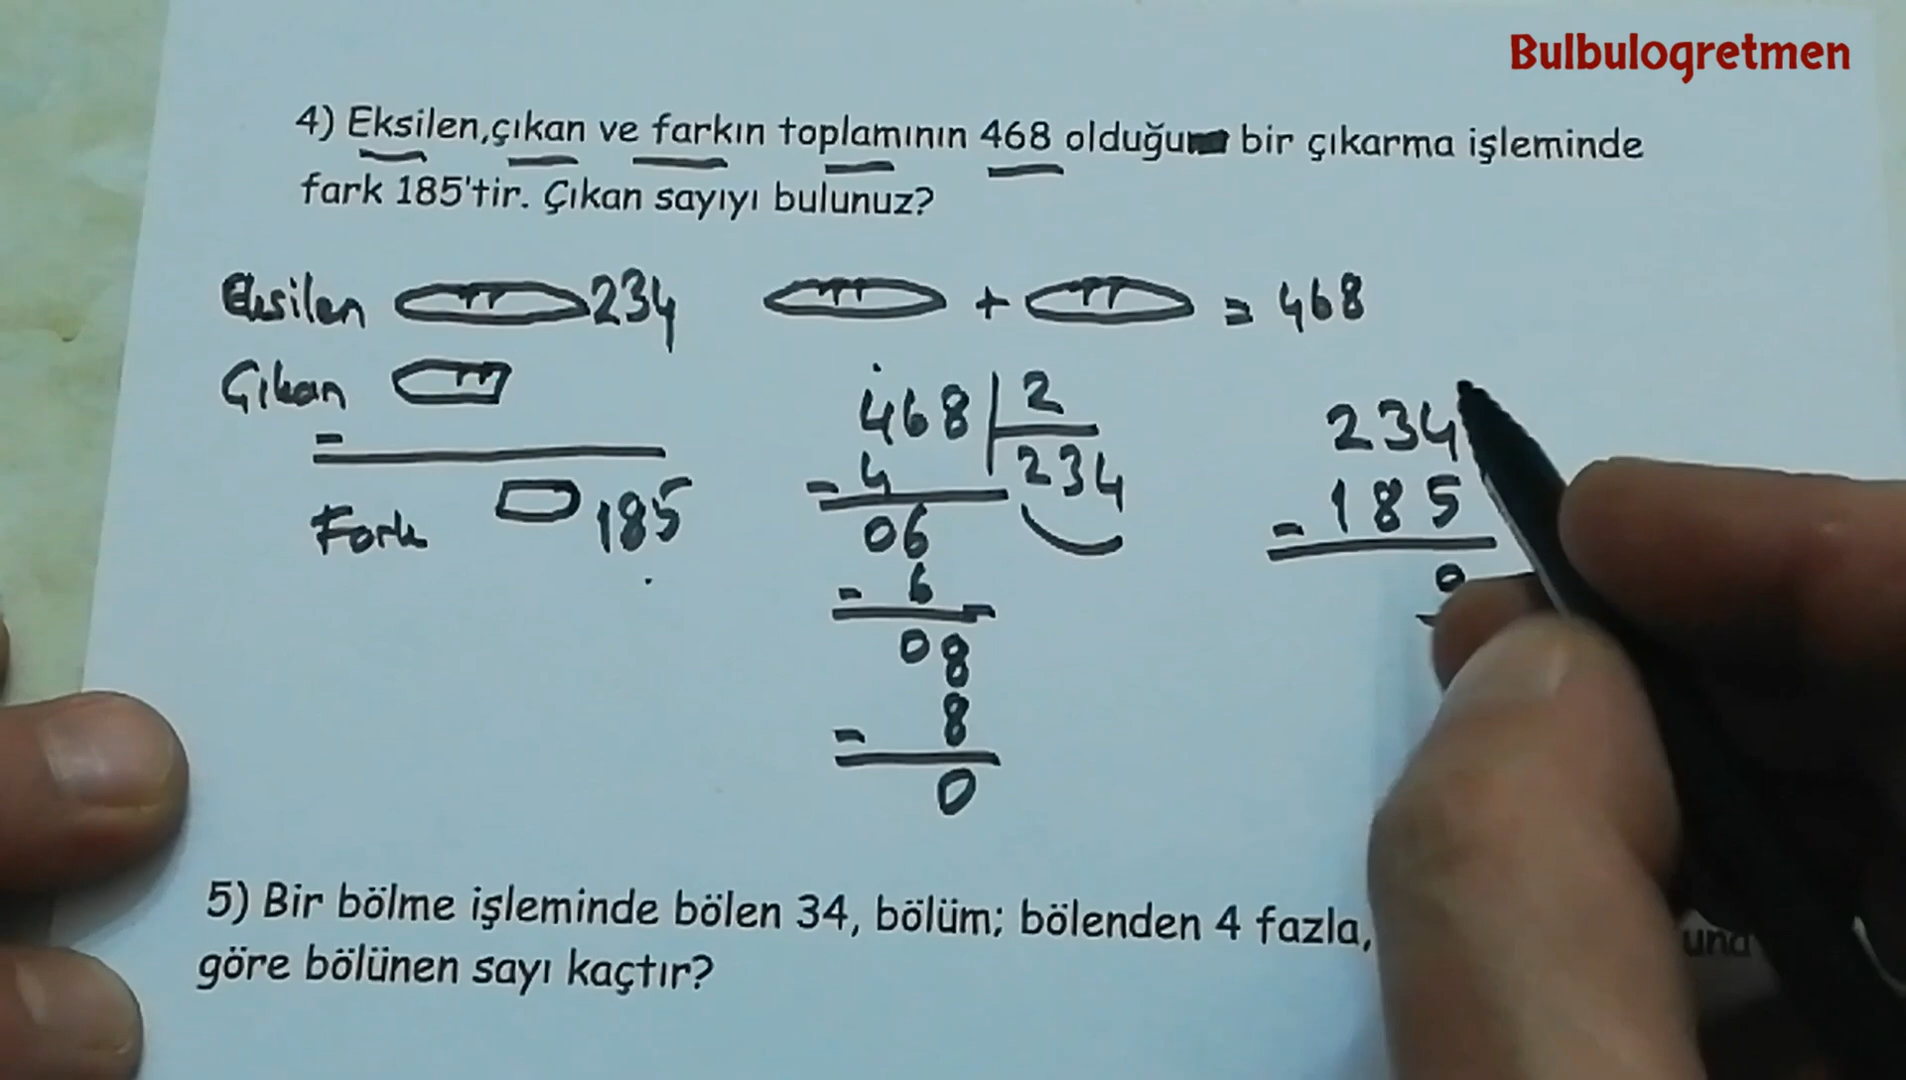 Bulbulogretmen
4) Eksilen,çıkan ve farkın toplamının 468 olduğu bir çıkarma işleminde
fark 185'tir. Çıkan sayıyı bulunuz?
Eksilen 234 + = 468
Çıkan
-
Fark 185
468 2
- 4 234
06
- 6
08
- 8
0
234
- 185
5) Bir bölme işleminde bölen 34, bölüm; bölenden 4 fazla,
göre bölünen sayı kaçtır?